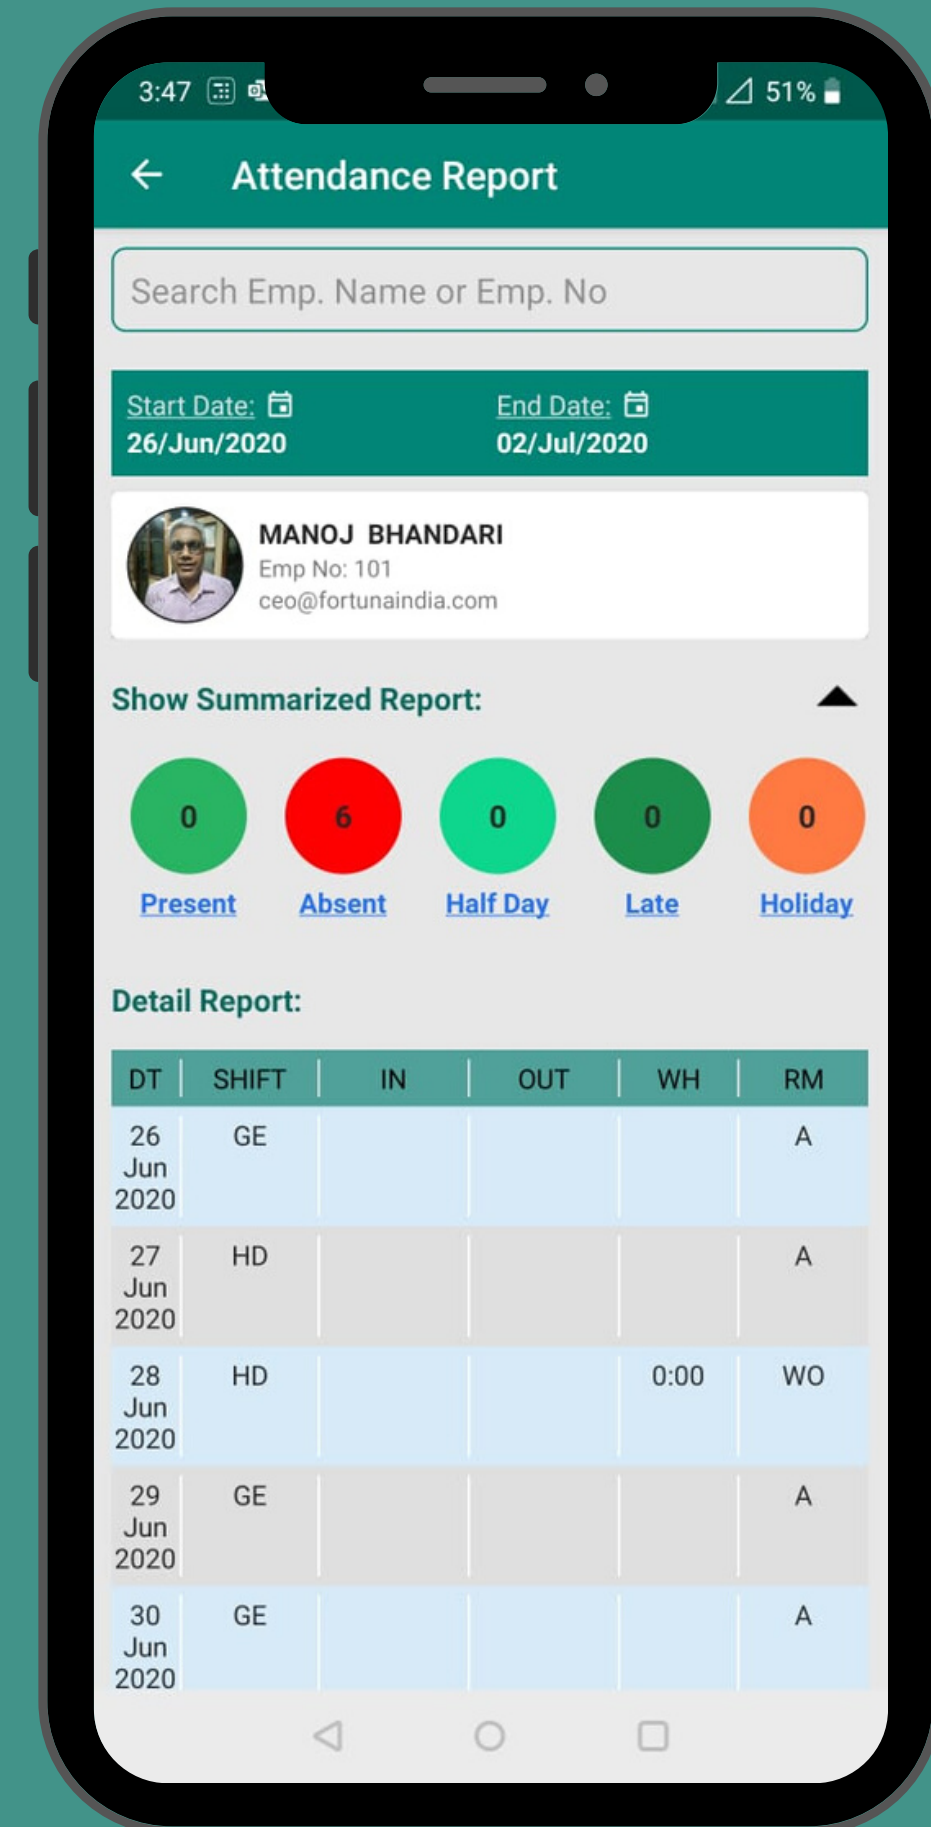 3:47 51%
Attendance Report
Search Emp. Name or Emp. No
Start Date: End Date:
26/Jun/2020 02/Jul/2020
MANOJ BHANDARI
Emp No: 101
ceo@fortunaindia.com
Show Summarized Report:
0 6 0 0 0
Present Absent Half Day Late Holiday
Detail Report:
DT SHIFT IN OUT WH RM
26 GE A
Jun
2020
27 HD A
Jun
2020
28 HD 0:00 WO
Jun
2020
29 GE A
Jun
2020
30 GE A
Jun
2020